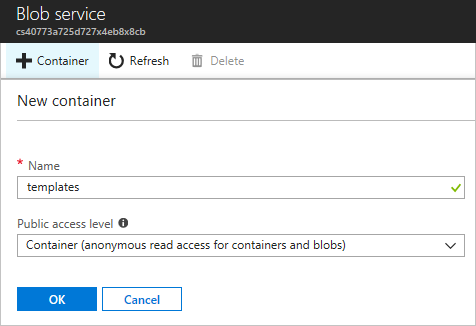 Blob service
cs40773a725d727x4eb8x8cb
Container Refresh Delete
New container
* Name
templates
Public access level
Container (anonymous read access for containers and blobs)
OK Cancel